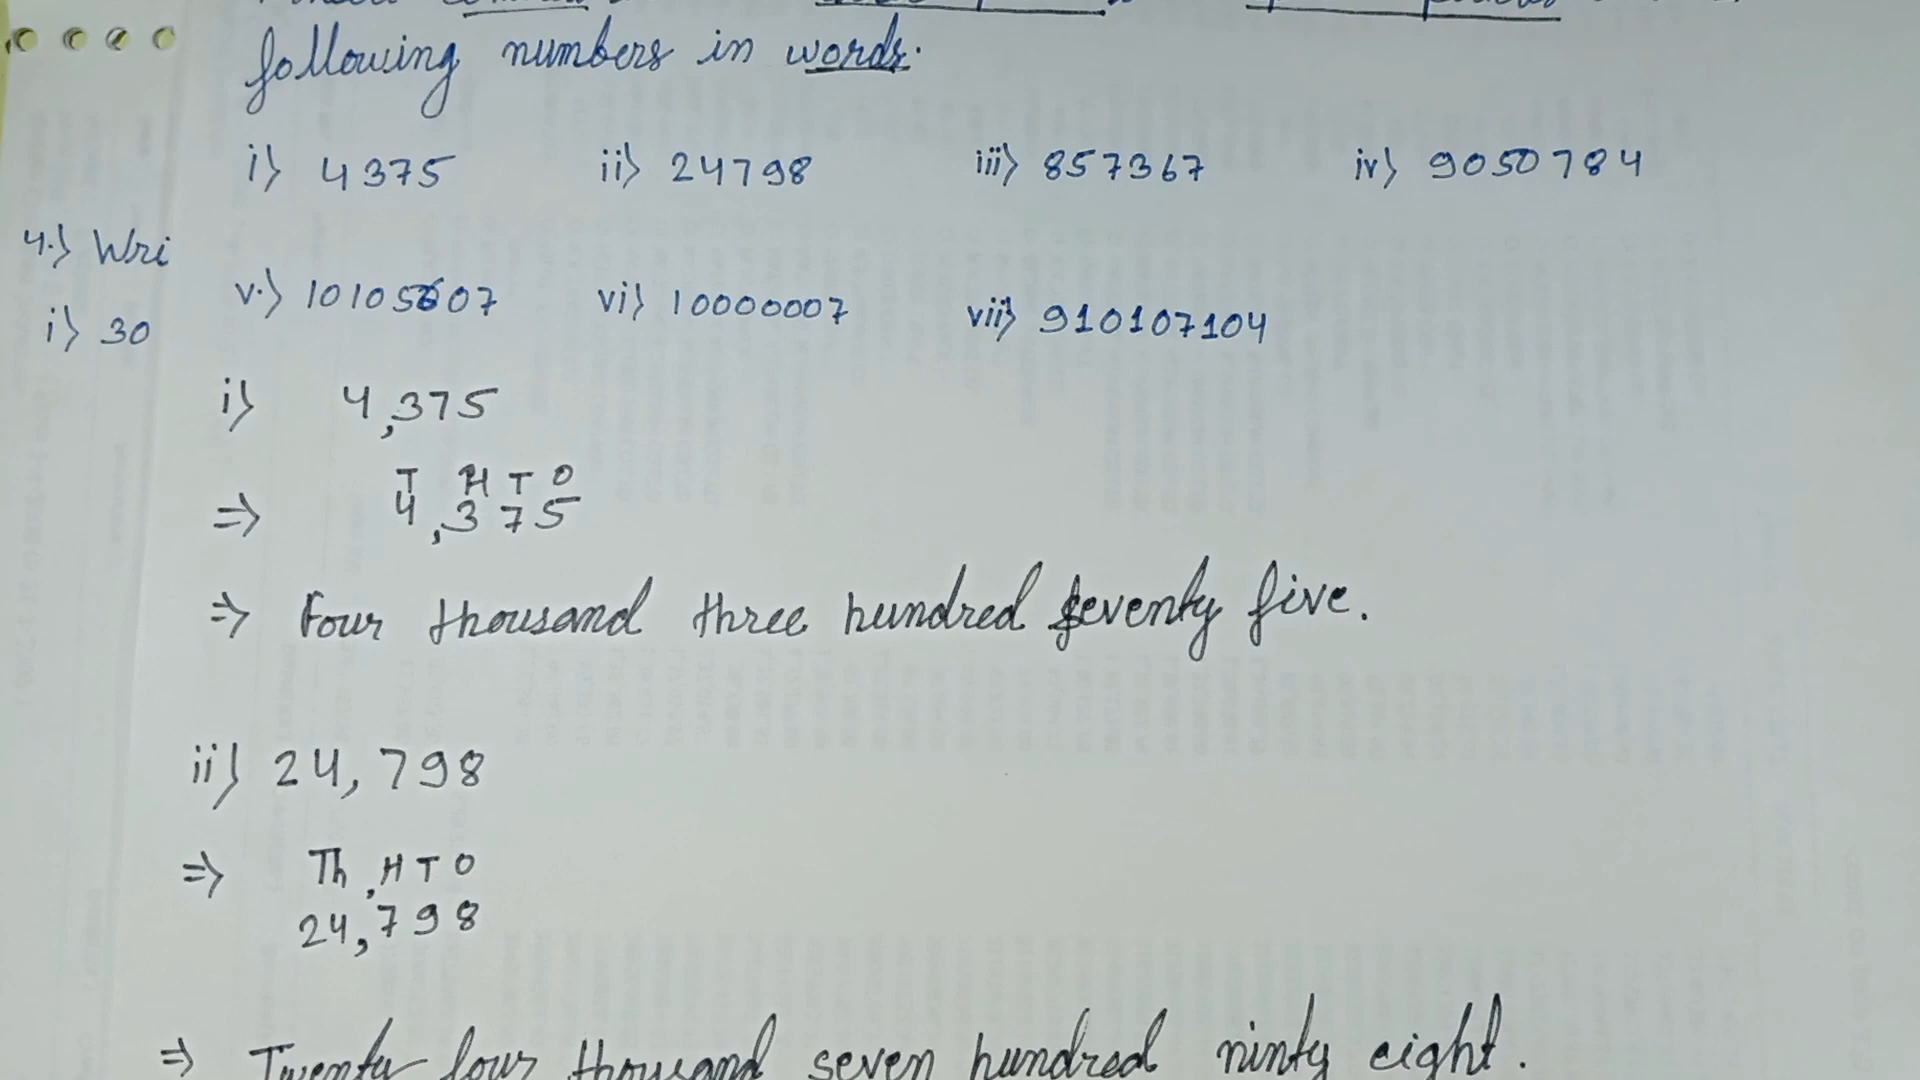 following numbers in words.
i) 4375 ii) 24798 iii) 857367 iv) 9050784
4.) Wri
v.) 10105607 vi) 10000007 vii) 910107104
i) 30
i) 4,375
T H T O
⇒ 4,375
⇒ Four thousand three hundred seventy five.
ii) 24,798
⇒ Th, H T O
24,798
⇒ Twenty four thousand seven hundred ninty eight.